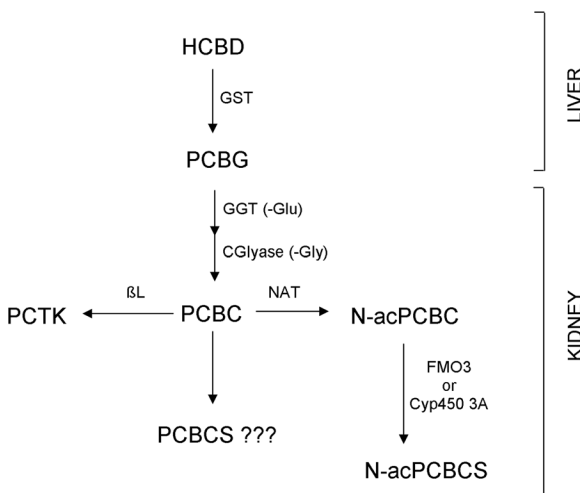 HCBD
GST
LIVER
PCBG
GGT (-Glu)
CGlyase (-Gly)
ßL
NAT
PCTK
PCBC
N-acPCBC
KIDNEY
FMO3
or
Cyp450 3A
PCBCS ???
N-acPCBCS